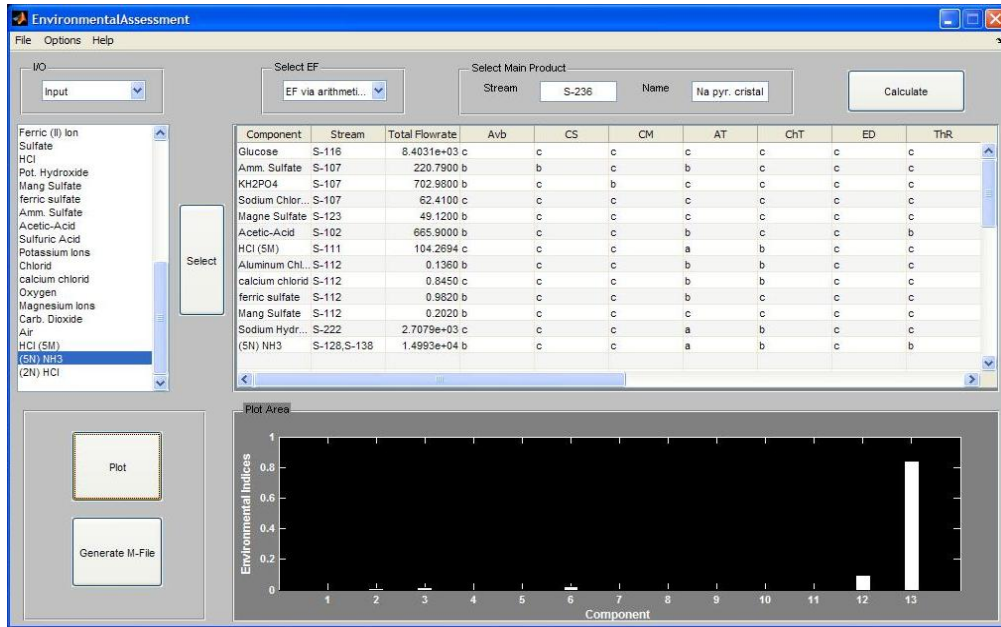 EnvironmentalAssessment
File Options Help
I/O
Input
Select EF
EF via arithmeti...
Select Main Product
Stream S-236 Name Na pyr. cristal
Calculate
Ferric (II) Ion
Sulfate
HCl
Pot. Hydroxide
Mang Sulfate
ferric sulfate
Amm. Sulfate
Acetic-Acid
Sulfuric Acid
Potassium Ions
Chlorid
calcium chlorid
Oxygen
Magnesium Ions
Carb. Dioxide
Air
HCl (5M)
(5N) NH3
(2N) HCl
Select
Component Stream Total Flowrate Avb CS CM AT ChT ED ThR
Glucose S-116 8.4031e+03 c c c c c c c
Amm. Sulfate S-107 220.7900 b b c b c c c
KH2PO4 S-107 702.9800 b c b c c c c
Sodium Chlor... S-107 62.4100 c c c c c c c
Magne Sulfate S-123 49.1200 b c c c c c c
Acetic-Acid S-102 665.9000 b c c b c c b
HCl (5M) S-111 104.2694 c c c a b c c
Aluminum Chl... S-112 0.1360 b c c b b c c
calcium chlorid S-112 0.8450 c c c b b c c
ferric sulfate S-112 0.9820 b c c b c c c
Mang Sulfate S-112 0.2020 b c c c c c c
Sodium Hydr... S-222 2.7079e+03 c c c a b c c
(5N) NH3 S-128,S-138 1.4993e+04 b c c a b c b
Plot
Generate M-File
Plot Area
Environmental Indices
1
0.8
0.6
0.4
0.2
0
1 2 3 4 5 6 7 8 9 10 11 12 13
Component